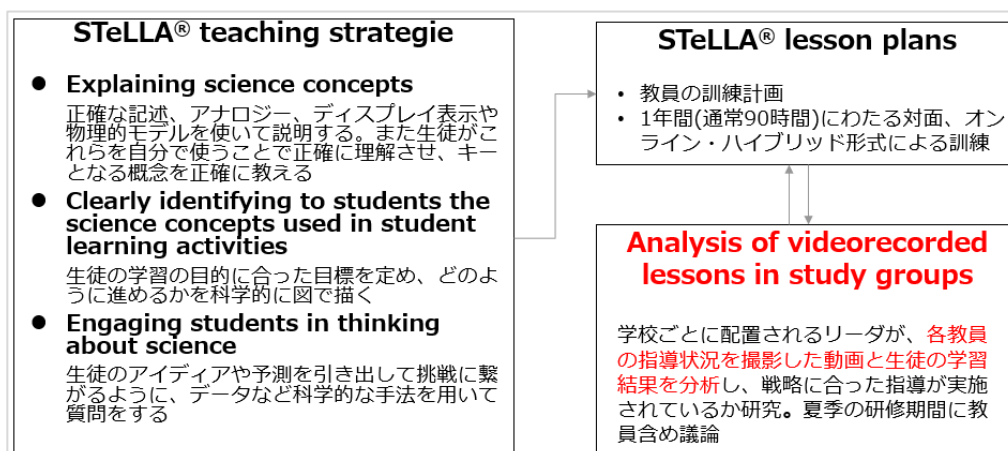 STeLLA® teaching strategie
● Explaining science concepts
正確な記述、アナロジー、ディスプレイ表示や
物理的モデルを使いて説明する。また生徒がこ
れらを自分で使うことで正確に理解させ、キー
となる概念を正確に教える
● Clearly identifying to students the
science concepts used in student
learning activities
生徒の学習の目的に合った目標を定め、どのよ
うに進めるかを科学的に図で描く
● Engaging students in thinking
about science
生徒のアイディアや予測を引き出して挑戦に繋
がるように、データなど科学的な手法を用いて
質問をする
STeLLA® lesson plans
• 教員の訓練計画
• 1年間(通常90時間)にわたる対面、オン
ライン・ハイブリッド形式による訓練
Analysis of videorecorded
lessons in study groups
学校ごとに配置されるリーダが、各教員
の指導状況を撮影した動画と生徒の学習
結果を分析し、戦略に合った指導が実施
されているか研究。夏季の研修期間に教
員含め議論